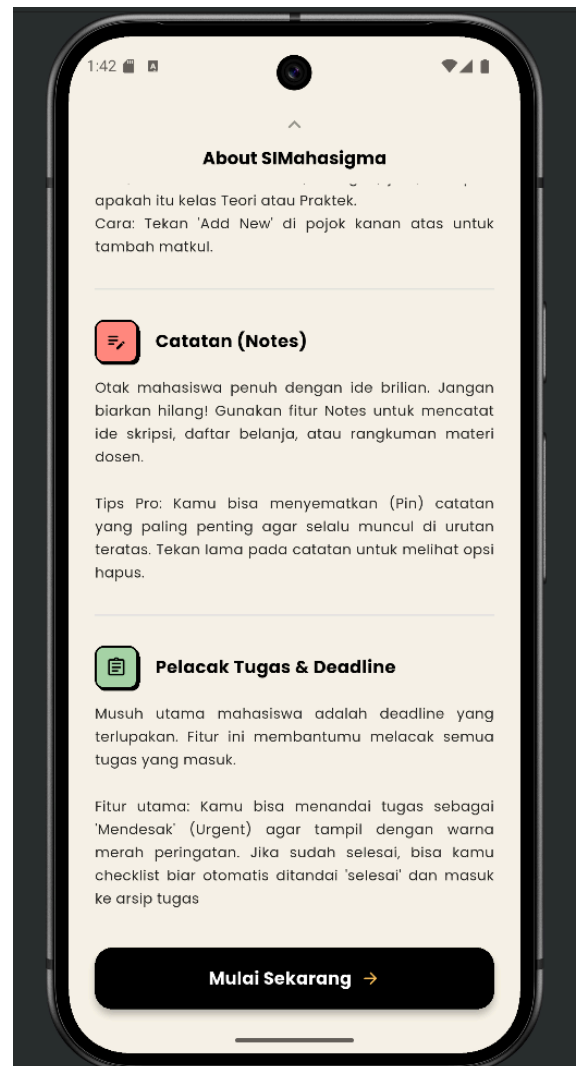 1:42
About SIMahasigma
apakah itu kelas Teori atau Praktek.
Cara: Tekan 'Add New' di pojok kanan atas untuk
tambah matkul.
Catatan (Notes)
Otak mahasiswa penuh dengan ide brilian. Jangan
biarkan hilang! Gunakan fitur Notes untuk mencatat
ide skripsi, daftar belanja, atau rangkuman materi
dosen.
Tips Pro: Kamu bisa menyematkan (Pin) catatan
yang paling penting agar selalu muncul di urutan
teratas. Tekan lama pada catatan untuk melihat opsi
hapus.
Pelacak Tugas & Deadline
Musuh utama mahasiswa adalah deadline yang
terlupakan. Fitur ini membantumu melacak semua
tugas yang masuk.
Fitur utama: Kamu bisa menandai tugas sebagai
'Mendesak' (Urgent) agar tampil dengan warna
merah peringatan. Jika sudah selesai, bisa kamu
checklist biar otomatis ditandai 'selesai' dan masuk
ke arsip tugas
Mulai Sekarang →